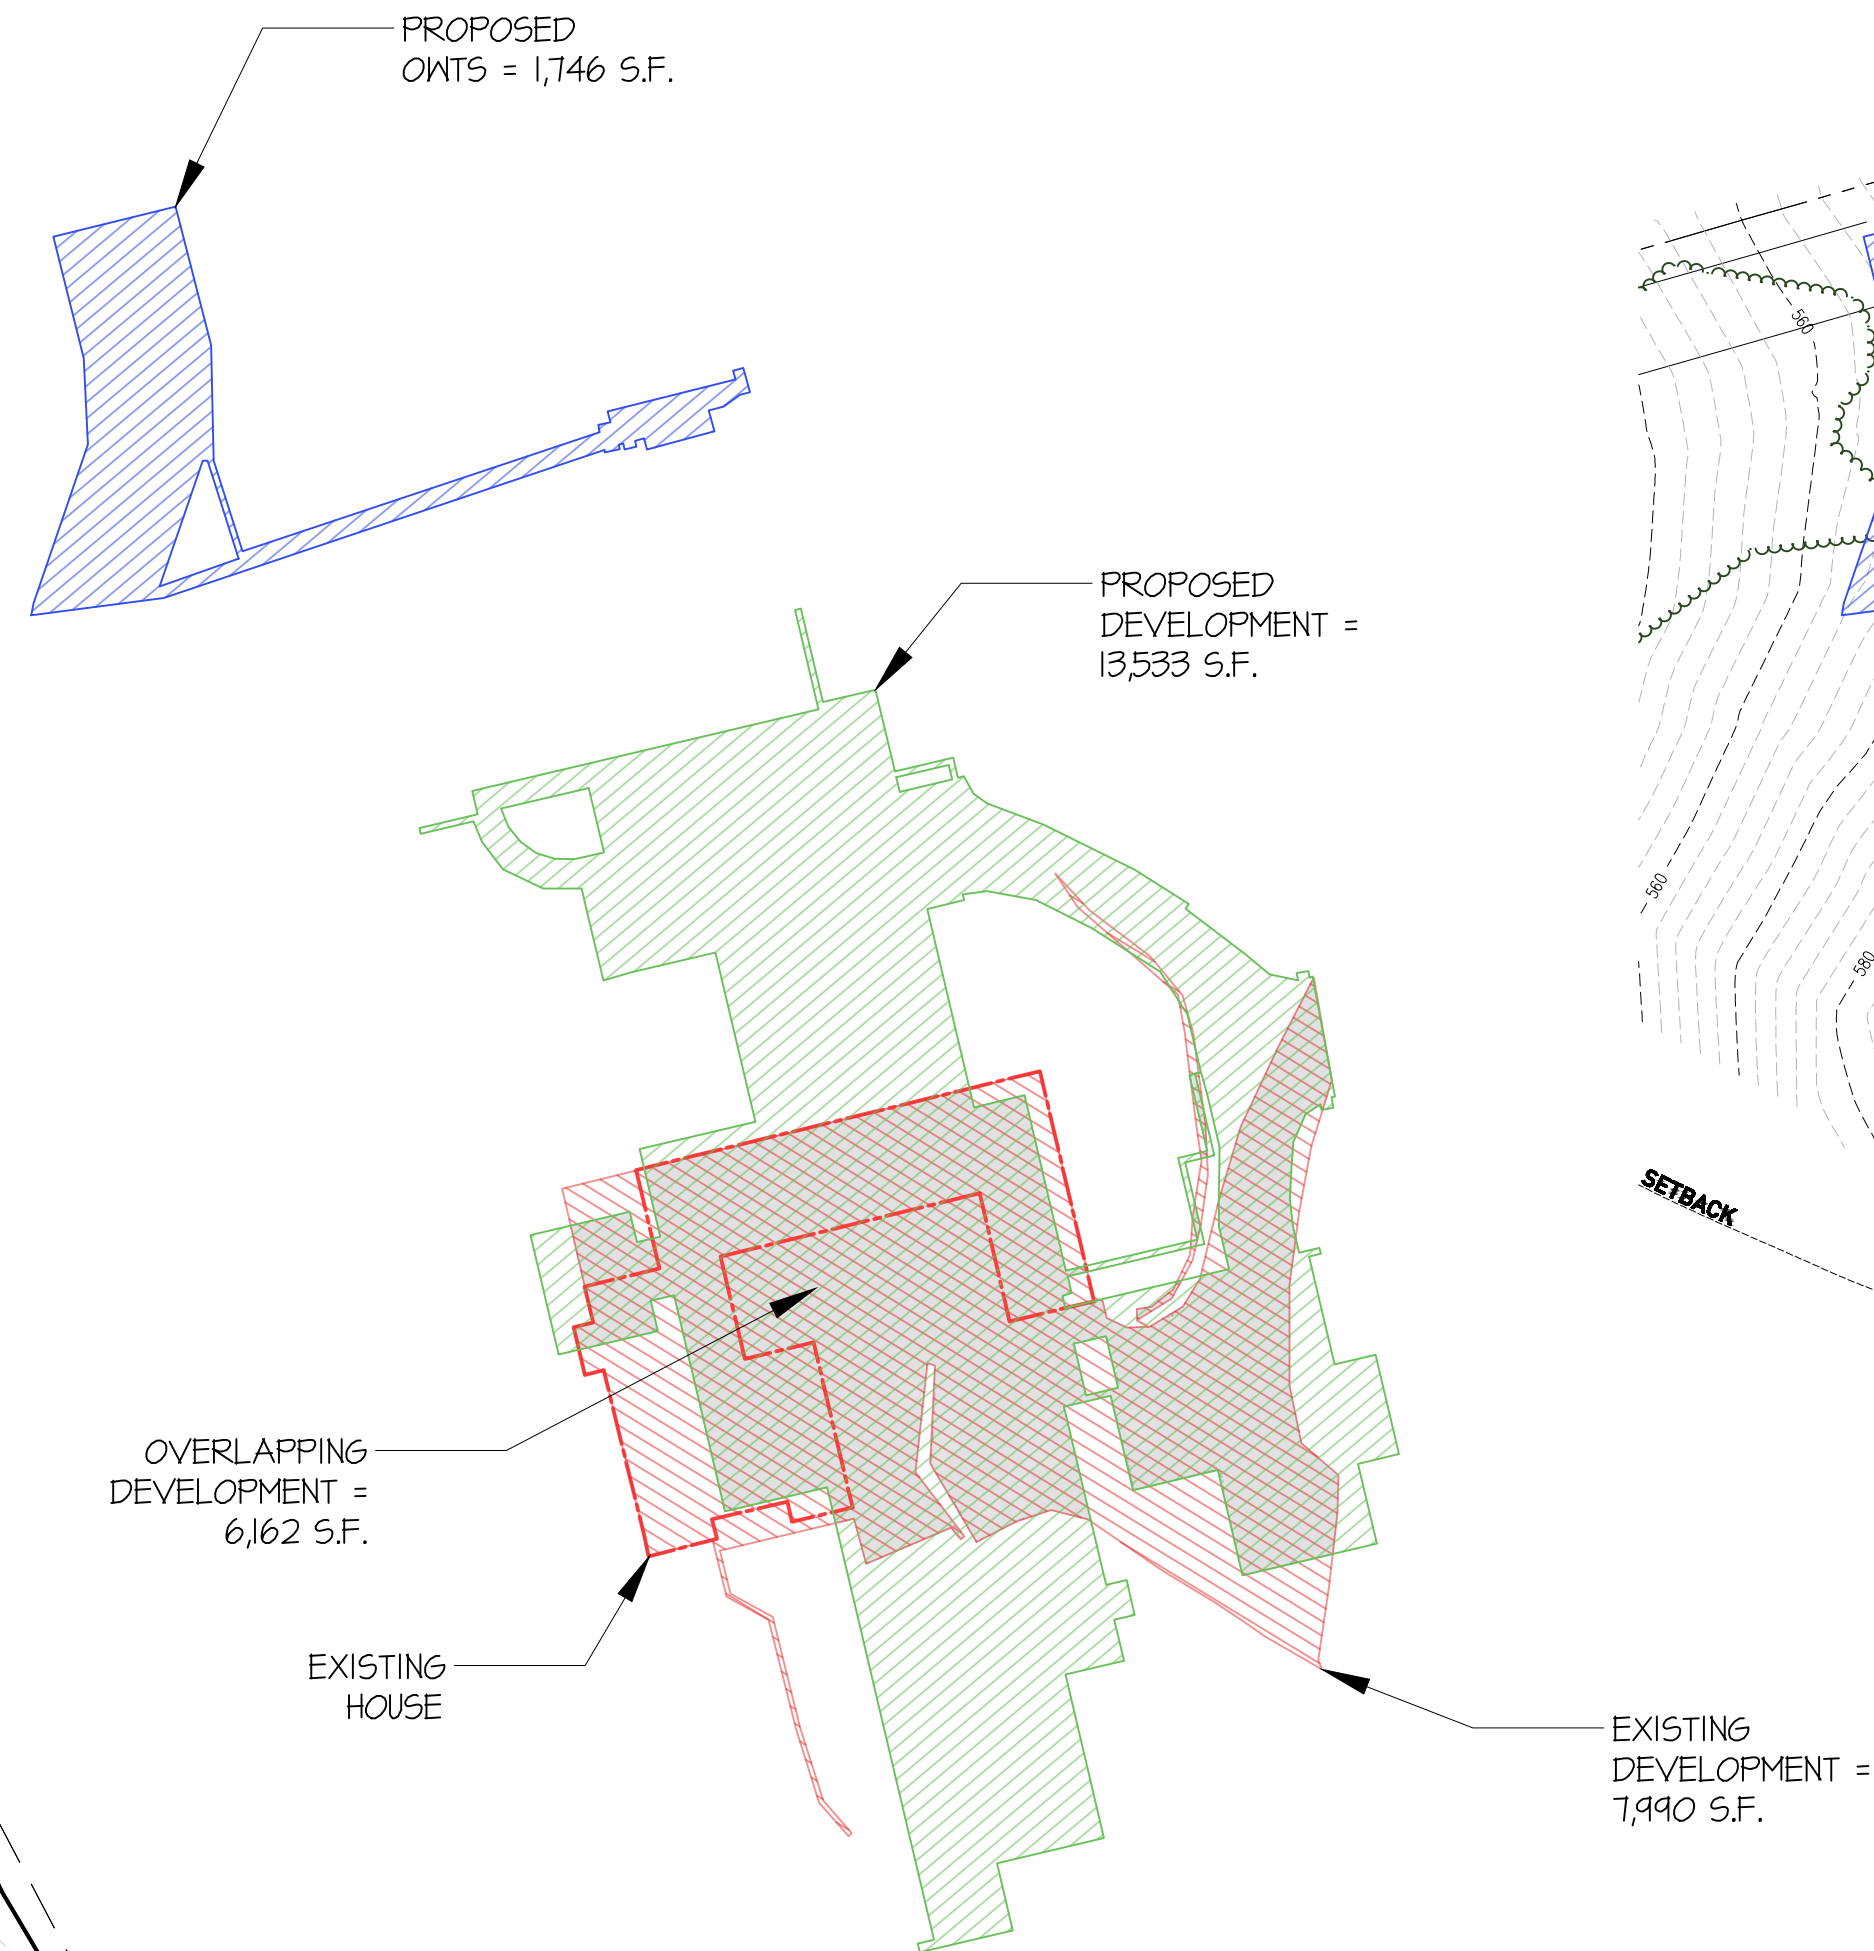 PROPOSED
OWTS = 1,746 S.F.
560
PROPOSED
DEVELOPMENT =
13,533 S.F.
560
580
SETBACK
OVERLAPPING
DEVELOPMENT =
6,162 S.F.
EXISTING
HOUSE
EXISTING
DEVELOPMENT =
7,990 S.F.